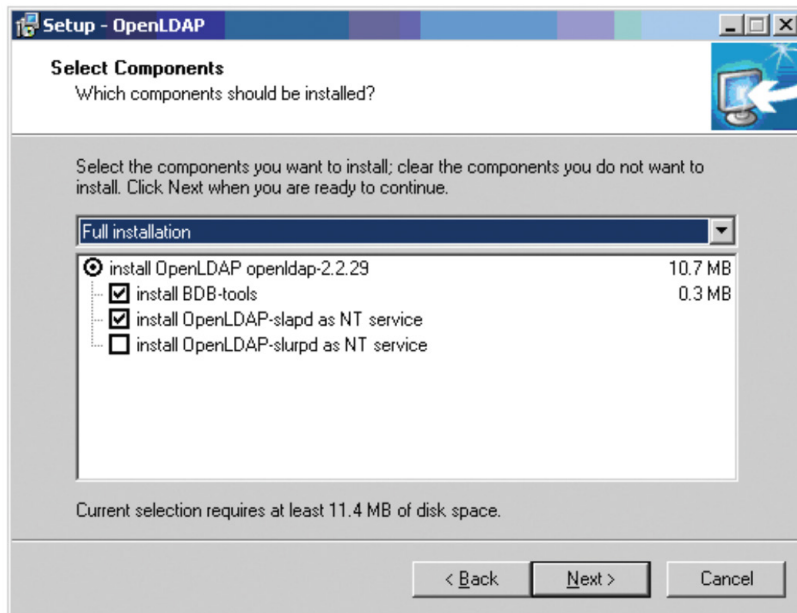 Setup - OpenLDAP
Select Components
Which components should be installed?
Select the components you want to install; clear the components you do not want to
install. Click Next when you are ready to continue.
Full installation
install OpenLDAP openldap-2.2.29 10.7 MB
install BDB-tools 0.3 MB
install OpenLDAP-slapd as NT service
install OpenLDAP-slurpd as NT service
Current selection requires at least 11.4 MB of disk space.
< Back Next > Cancel